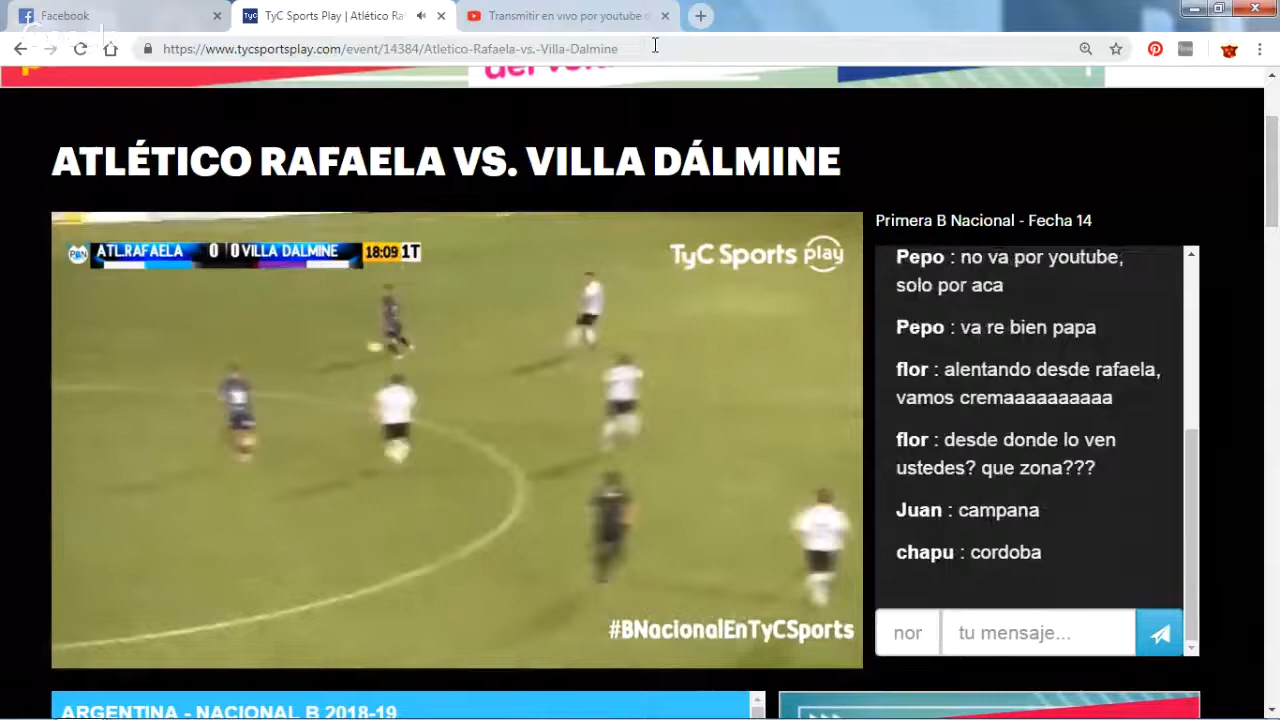 Facebook
TyC Sports Play | Atlético Ra
Transmitir en vivo por youtube d
https://www.tycsportsplay.com/event/14384/Atletico-Rafaela-vs.-Villa-Dalmine
ATLÉTICO RAFAELA VS. VILLA DÁLMINE
Primera B Nacional - Fecha 14
PBN ATL.RAFAELA 0 0 VILLA DALMINE 18:09 1T
TyC Sports play
Pepo : no va por youtube,
solo por aca
Pepo : va re bien papa
flor : alentando desde rafaela,
vamos cremaaaaaaaaaa
flor : desde donde lo ven
ustedes? que zona???
Juan : campana
chapu : cordoba
#BNacionalEnTyCSports
nor
tu mensaje...
ARGENTINA - NACIONAL B 2018-19